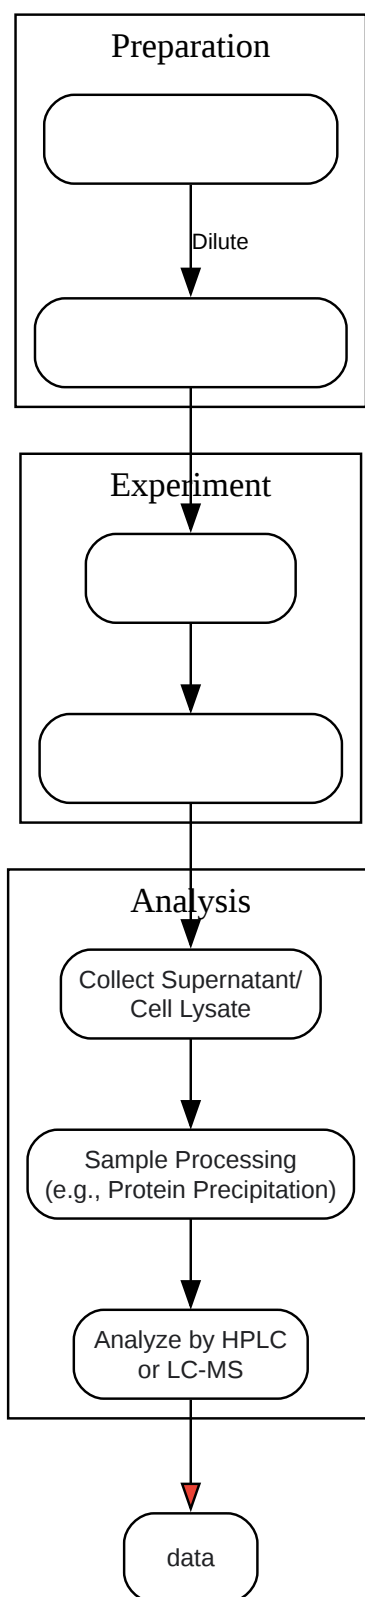 Preparation
Dilute
Experiment
Analysis
Collect Supernatant/
Cell Lysate
Sample Processing
(e.g., Protein Precipitation)
Analyze by HPLC
or LC-MS
data